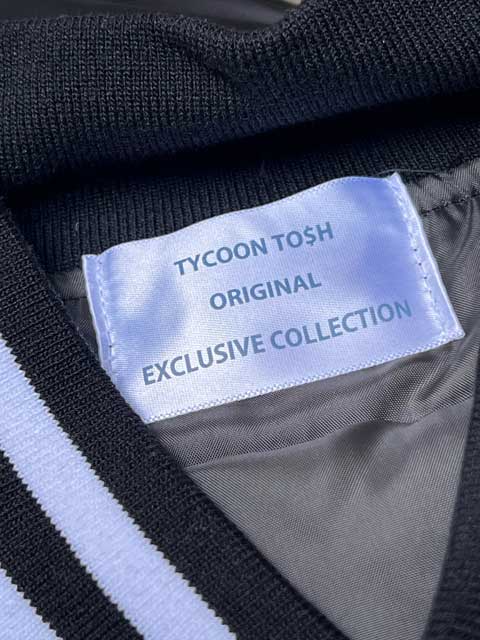 TYCOON TO$H
ORIGINAL
EXCLUSIVE COLLECTION